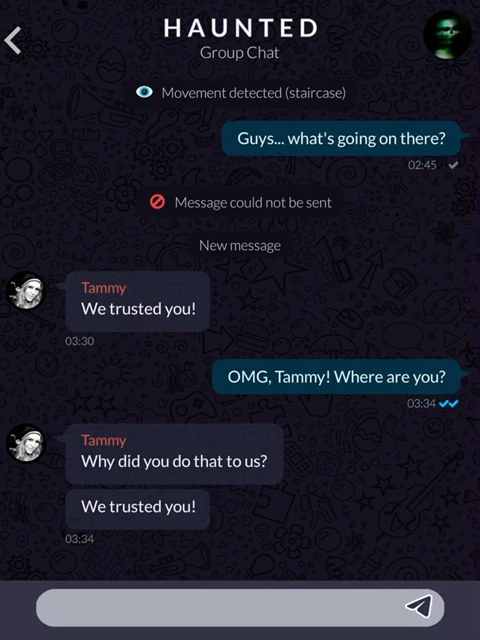 HAUNTED
Group Chat
Movement detected (staircase)
Guys... what's going on there?
02:45
Message could not be sent
New message
Tammy
We trusted you!
03:30
OMG, Tammy! Where are you?
03:34
Tammy
Why did you do that to us?
We trusted you!
03:34